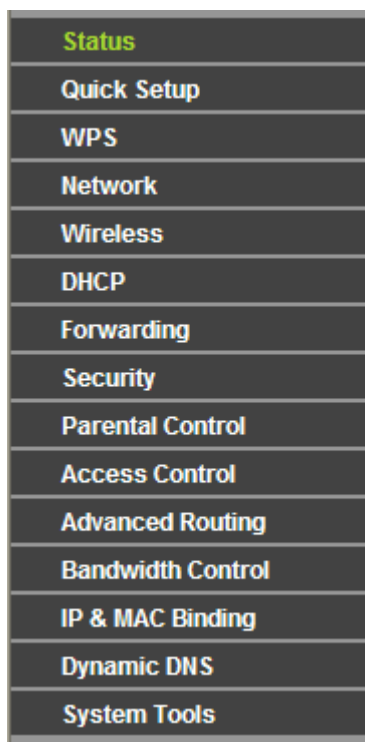 Status
Quick Setup
WPS
Network
Wireless
DHCP
Forwarding
Security
Parental Control
Access Control
Advanced Routing
Bandwidth Control
IP & MAC Binding
Dynamic DNS
System Tools